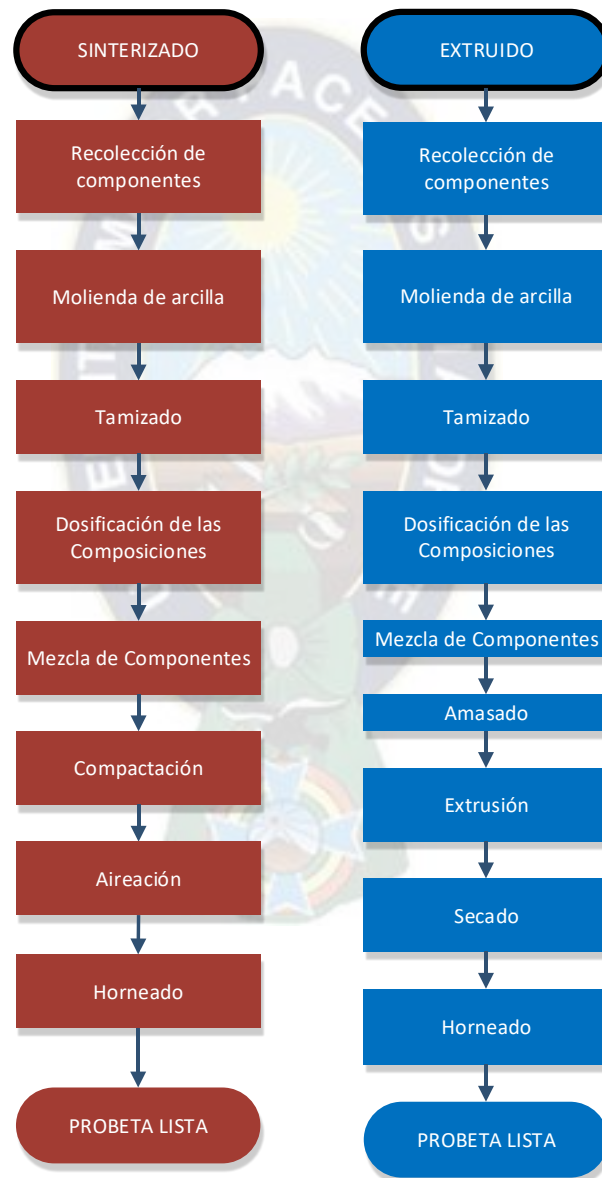 SINTERIZADO
Recolección de
componentes
Molienda de arcilla
Tamizado
Dosificación de las
Composiciones
Mezcla de Componentes
Compactación
Aireación
Horneado
PROBETA LISTA
EXTRUIDO
Recolección de
componentes
Molienda de arcilla
Tamizado
Dosificación de las
Composiciones
Mezcla de Componentes
Amasado
Extrusión
Secado
Horneado
PROBETA LISTA